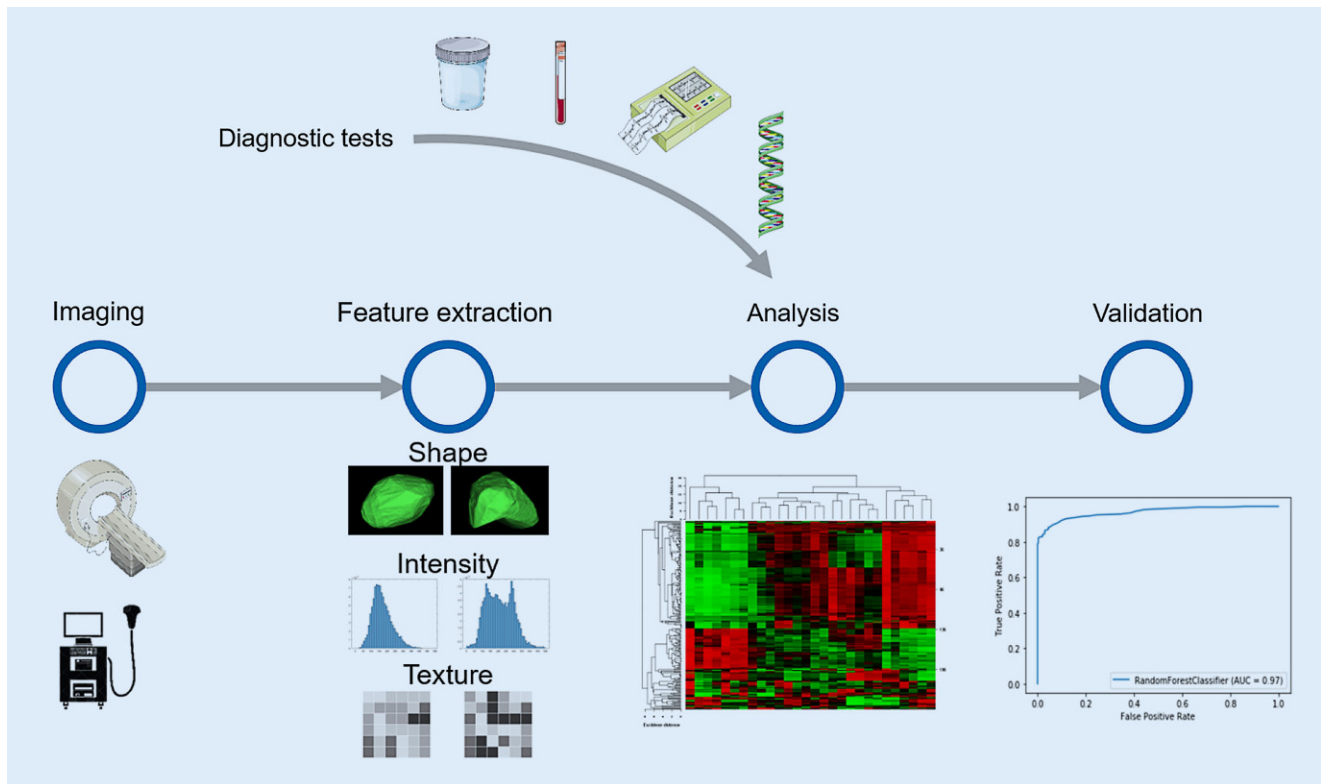 Diagnostic tests
Imaging
Feature extraction
Analysis
Validation
Shape
Intensity
Texture
1.0
0.8
0.6
0.4
0.2
0.0
True Positive Rate
RandomForestClassifier (AUC = 0.97)
0.0
0.2
0.4
0.6
0.8
1.0
False Positive Rate